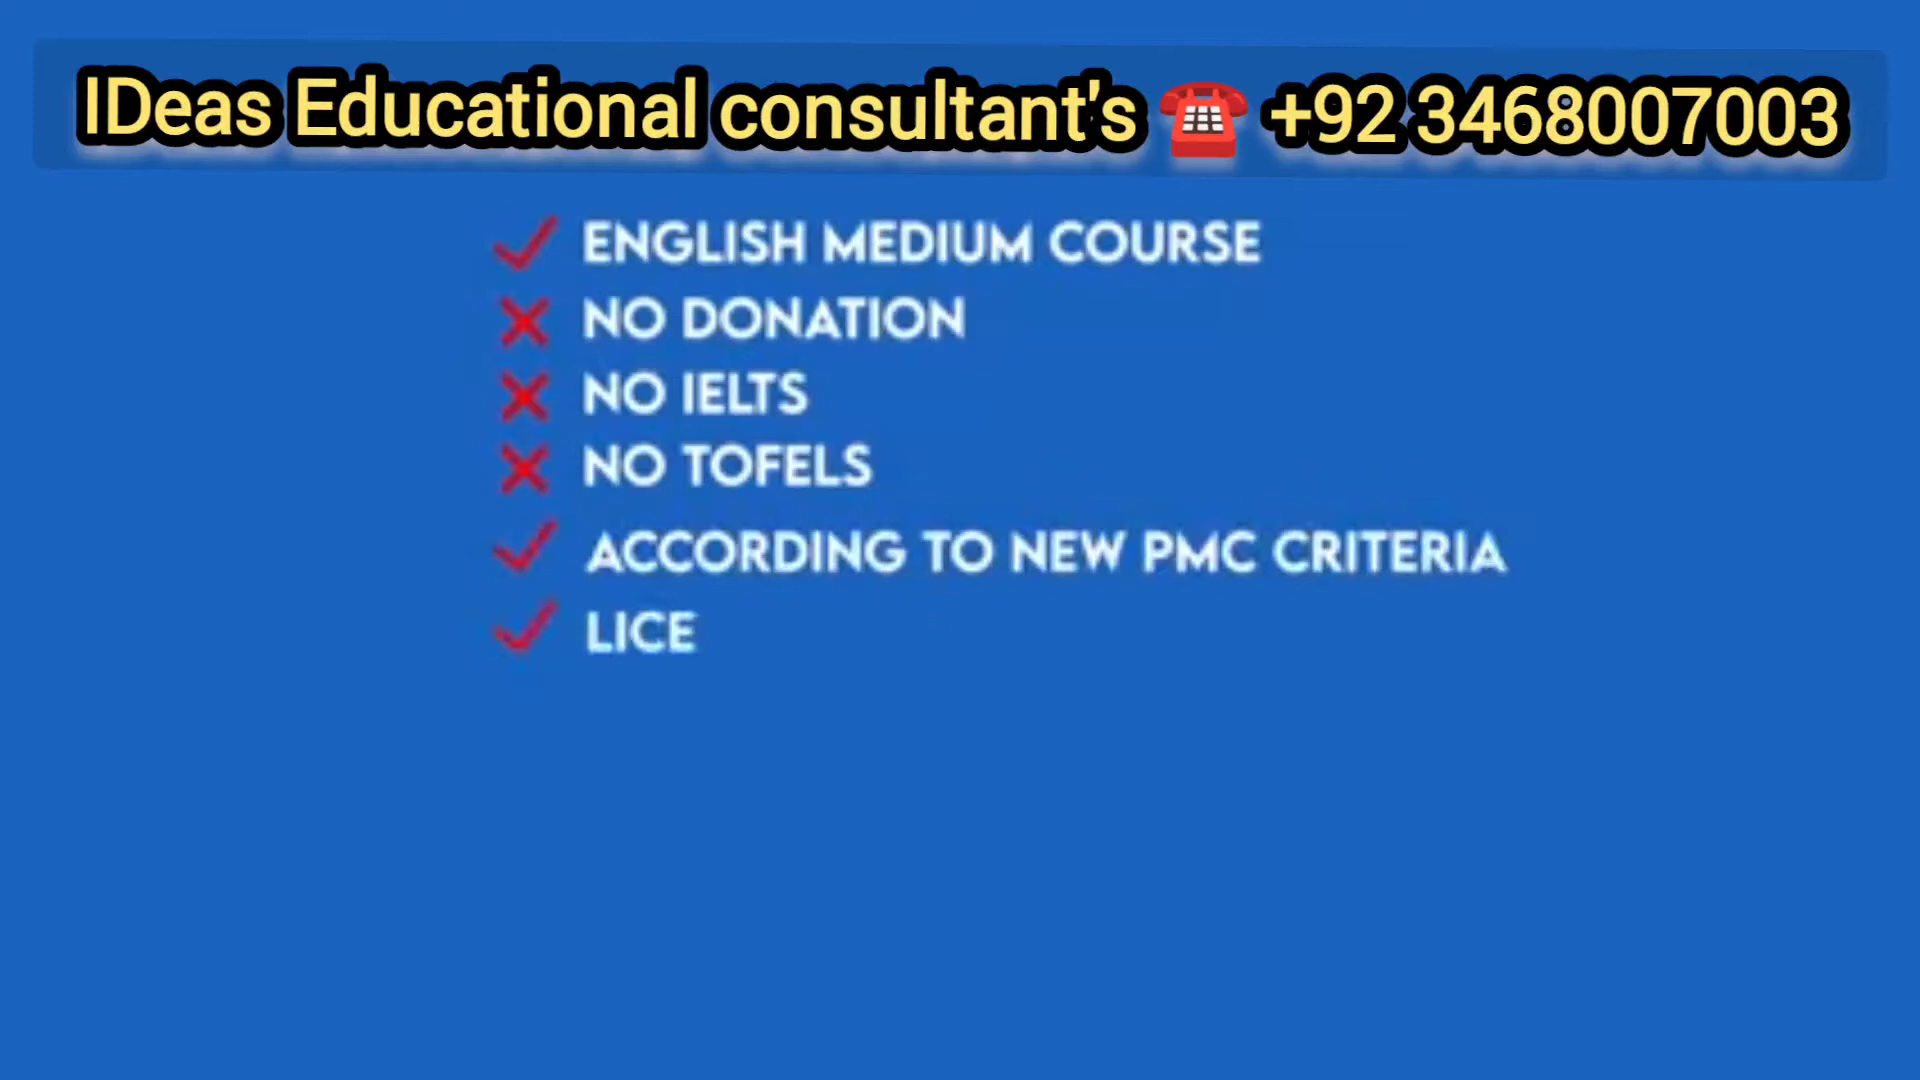 IDeas Educational consultant's ☎️ +92 3468007003
ENGLISH MEDIUM COURSE
NO DONATION
NO IELTS
NO TOFELS
ACCORDING TO NEW PMC CRITERIA
LICE